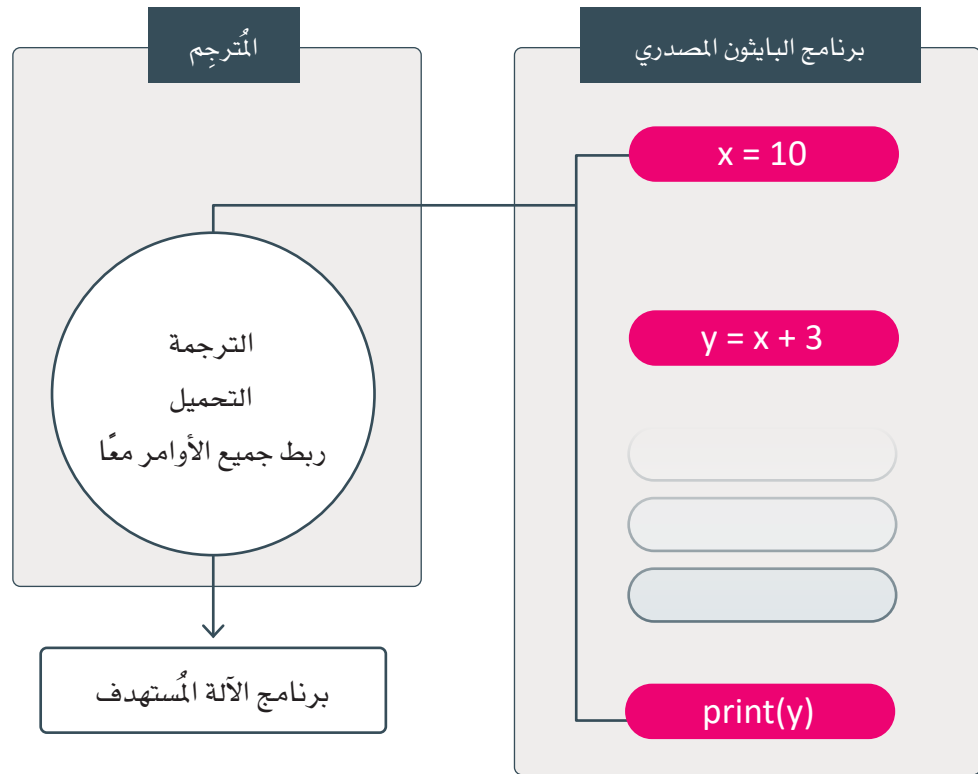 برنامج البايثون المصدري
x = 10
y = x + 3
print(y)
المُترجِم
الترجمة
التحميل
ربط جميع الأوامر معًا
برنامج الآلة المُستهدف